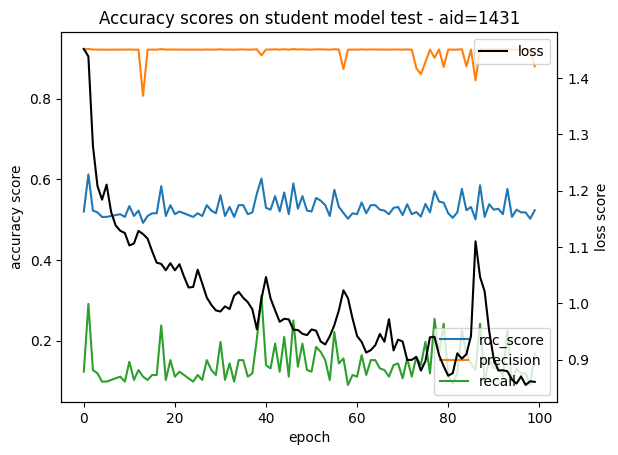 Accuracy scores on student model test - aid=1431
loss
1.4
1.3
1.2
1.1
1.0
0.9
loss score
0.8
0.6
0.4
0.2
accuracy score
roc_score
precision
recall
0
20
40
60
80
100
epoch